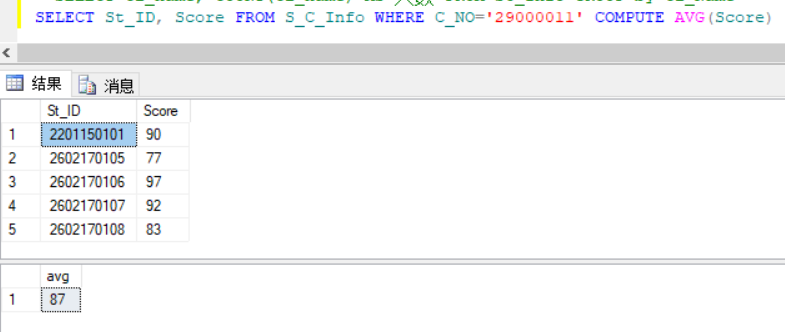 SELECT St_ID, Score FROM S_C_Info WHERE C_NO='29000011' COMPUTE AVG(Score)
结果 消息
St_ID Score
1 2201150101 90
2 2602170105 77
3 2602170106 97
4 2602170107 92
5 2602170108 83
avg
1 87